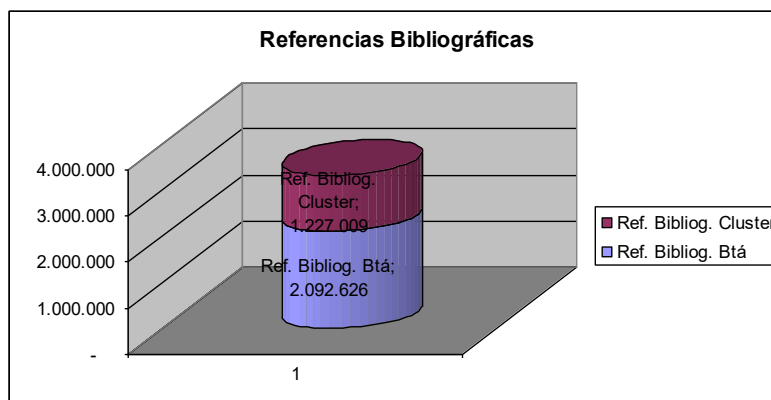 Referencias Bibliográficas
4.000.000
3.000.000
2.000.000
1.000.000
-
Ref. Bibliog.
Cluster;
1.227.009
Ref. Bibliog. Btá;
2.092.626
1
Ref. Bibliog. Cluster
Ref. Bibliog. Btá